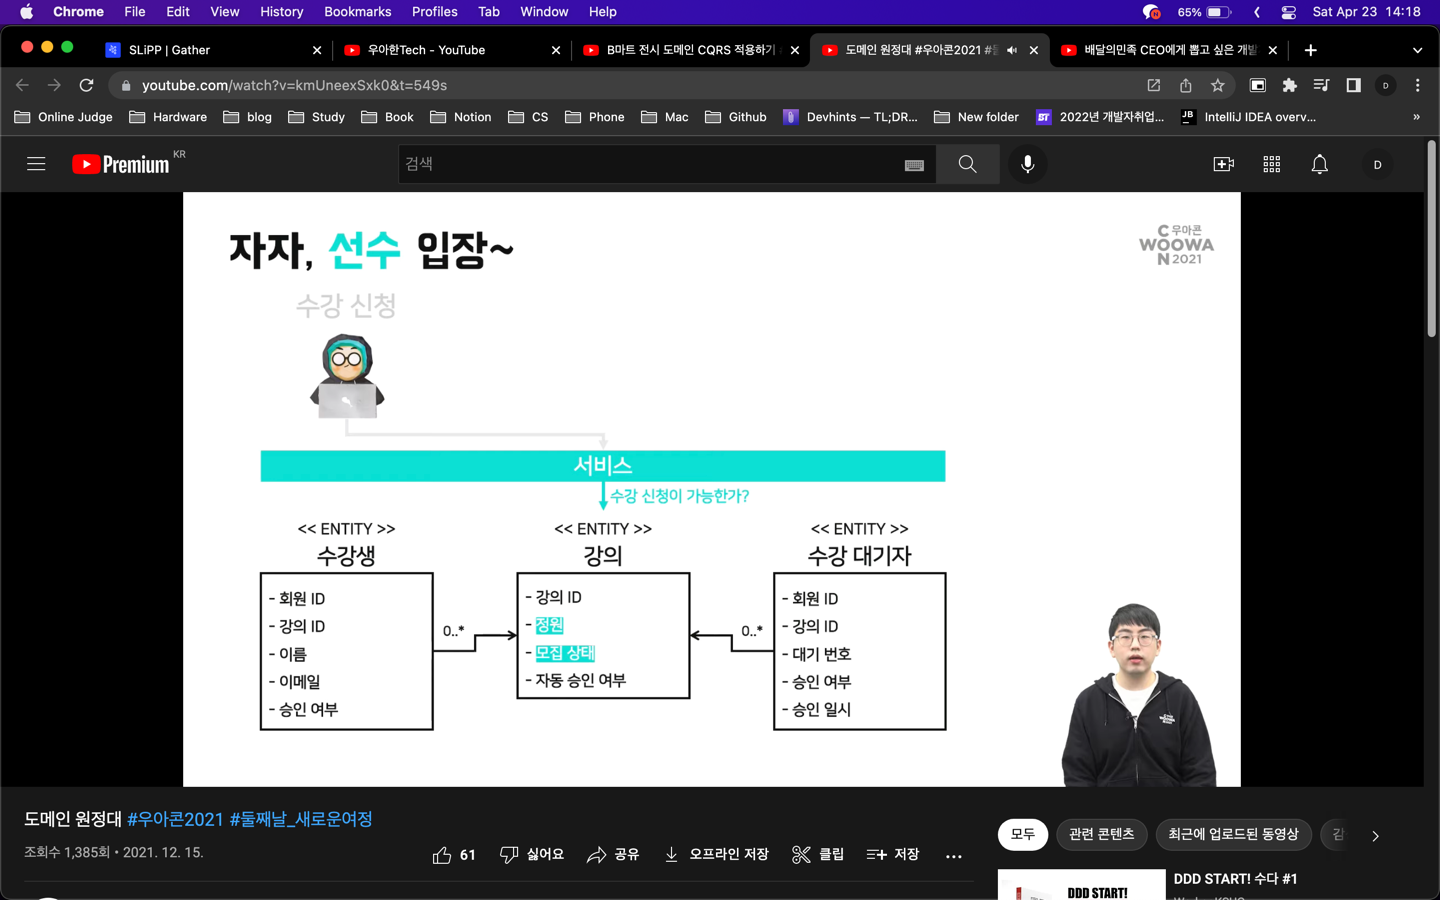 Chrome File Edit View History Bookmarks Profiles Tab Window Help 65% Sat Apr 23 14:18
SLiPP | Gather 우아한Tech - YouTube B마트 전시 도메인 CQRS 적용하기 도메인 원정대 #우아콘2021 #둘 배달의민족 CEO에게 뽑고 싶은 개발
youtube.com/watch?v=kmUneexSxk0&t=549s D
Online Judge Hardware blog Study Book Notion CS Phone Mac Github Devhints — TL;DR... New folder BT 2022년 개발자취업... JB IntelliJ IDEA overv... »
Premium KR 검색 D
자자, 선수 입장~
C 우아콘
WOOWA
N 2021
수강 신청
서비스
수강 신청이 가능한가?
<< ENTITY >> << ENTITY >> << ENTITY >>
수강생 강의 수강 대기자
- 회원 ID
- 강의 ID
- 이름
- 이메일
- 승인 여부
0..*
- 강의 ID
- 정원
- 모집 상태
- 자동 승인 여부
0..*
- 회원 ID
- 강의 ID
- 대기 번호
- 승인 여부
- 승인 일시
도메인 원정대 #우아콘2021 #둘째날_새로운여정
조회수 1,385회 • 2021. 12. 15.
61 싫어요 공유 오프라인 저장 클립 저장 ...
모두 관련 콘텐츠 최근에 업로드된 동영상
DDD START!
DDD START! 수다 #1